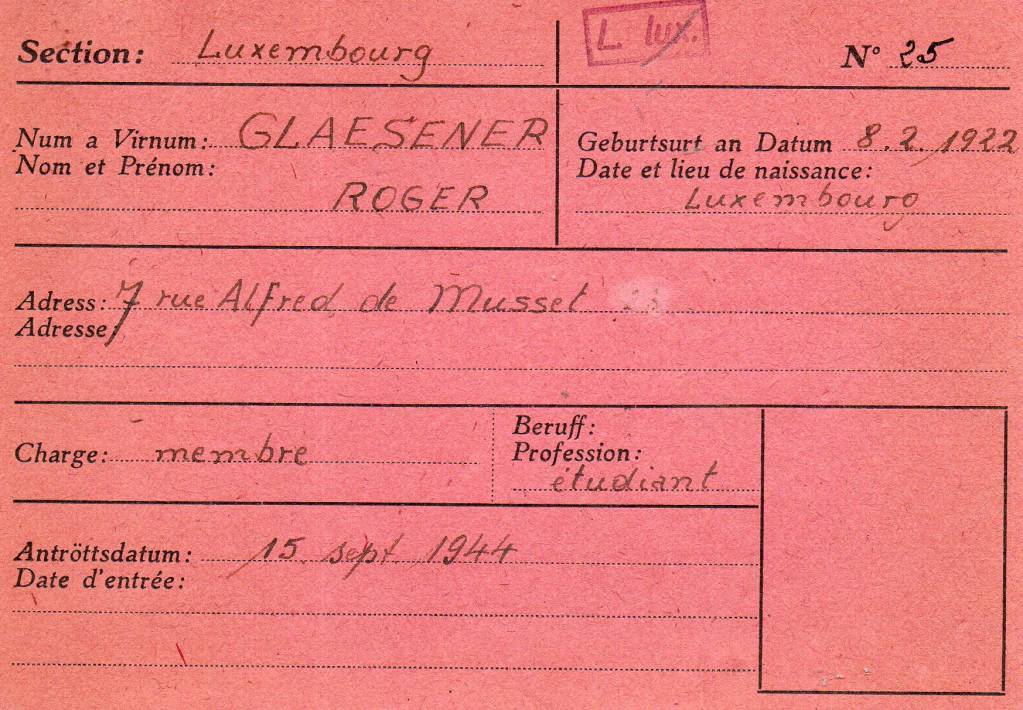 L. lux.
Section: Luxembourg
N° 25
Num a Virnum: GLAESENER
Nom et Prénom:
ROGER
Geburtsurt an Datum 8.2.1922
Date et lieu de naissance:
Luxembourg
Adress: 7 rue Alfred de Musset
Adresse
Charge: membre
Beruff:
Profession:
étudiant
Antröttsdatum: 15 sept 1944
Date d'entrée: